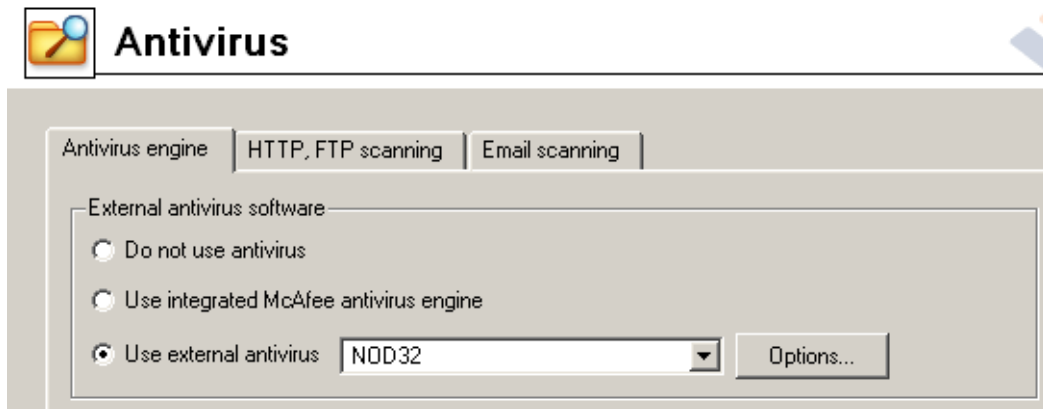 Antivirus
Antivirus engine HTTP, FTP scanning Email scanning
External antivirus software
Do not use antivirus
Use integrated McAfee antivirus engine
Use external antivirus NOD32 Options...